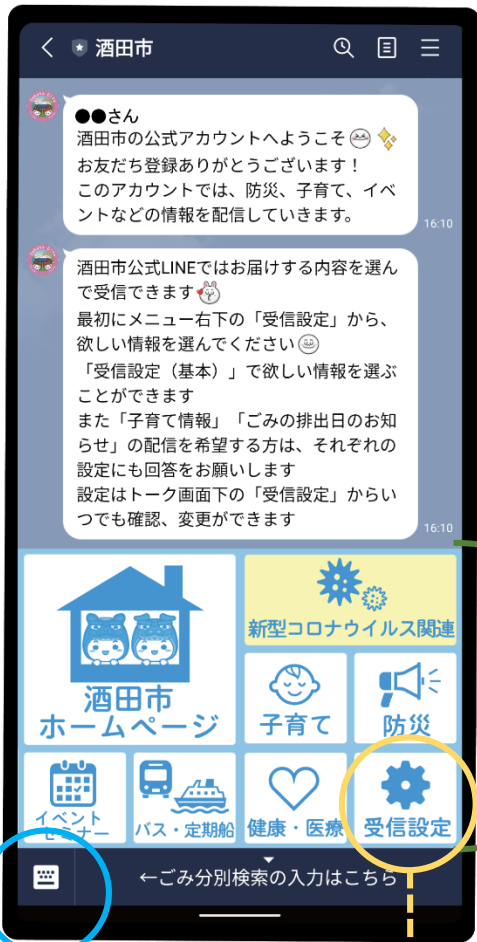 酒田市
●●さん
酒田市の公式アカウントへようこそ
お友だち登録ありがとうございます！
このアカウントでは、防災、子育て、イベ
ントなどの情報を配信していきます。
16:10
酒田市公式LINEではお届けする内容を選ん
で受信できます
最初にメニュー右下の「受信設定」から、
欲しい情報を選んでください
「受信設定（基本）」で欲しい情報を選ぶ
ことができます
また「子育て情報」「ごみの排出日のお知
らせ」の配信を希望する方は、それぞれの
設定にも回答をお願いします
設定はトーク画面下の「受信設定」からい
つでも確認、変更ができます
16:10
新型コロナウイルス関連
酒田市
ホームページ
子育て
防災
イベント
セミナー
バス・定期船
健康・医療
受信設定
←ごみ分別検索の入力はこちら